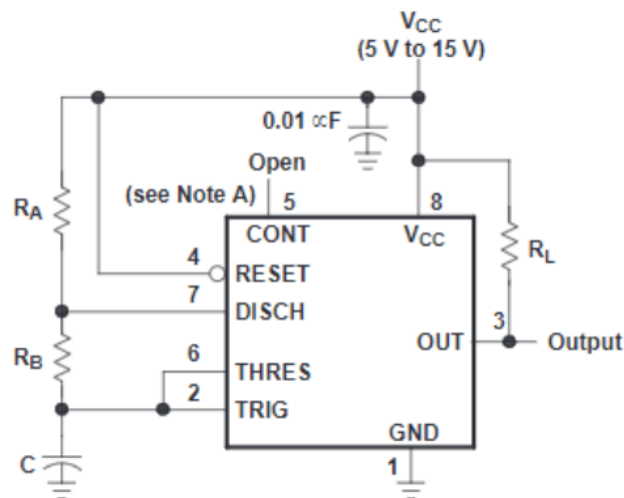 VCC
(5 V to 15 V)
0.01 ∝F
Open
(see Note A)
5
8
RA
CONT
VCC
RL
4
RESET
7
DISCH
3
RB
OUT
Output
6
THRES
2
TRIG
GND
C
1